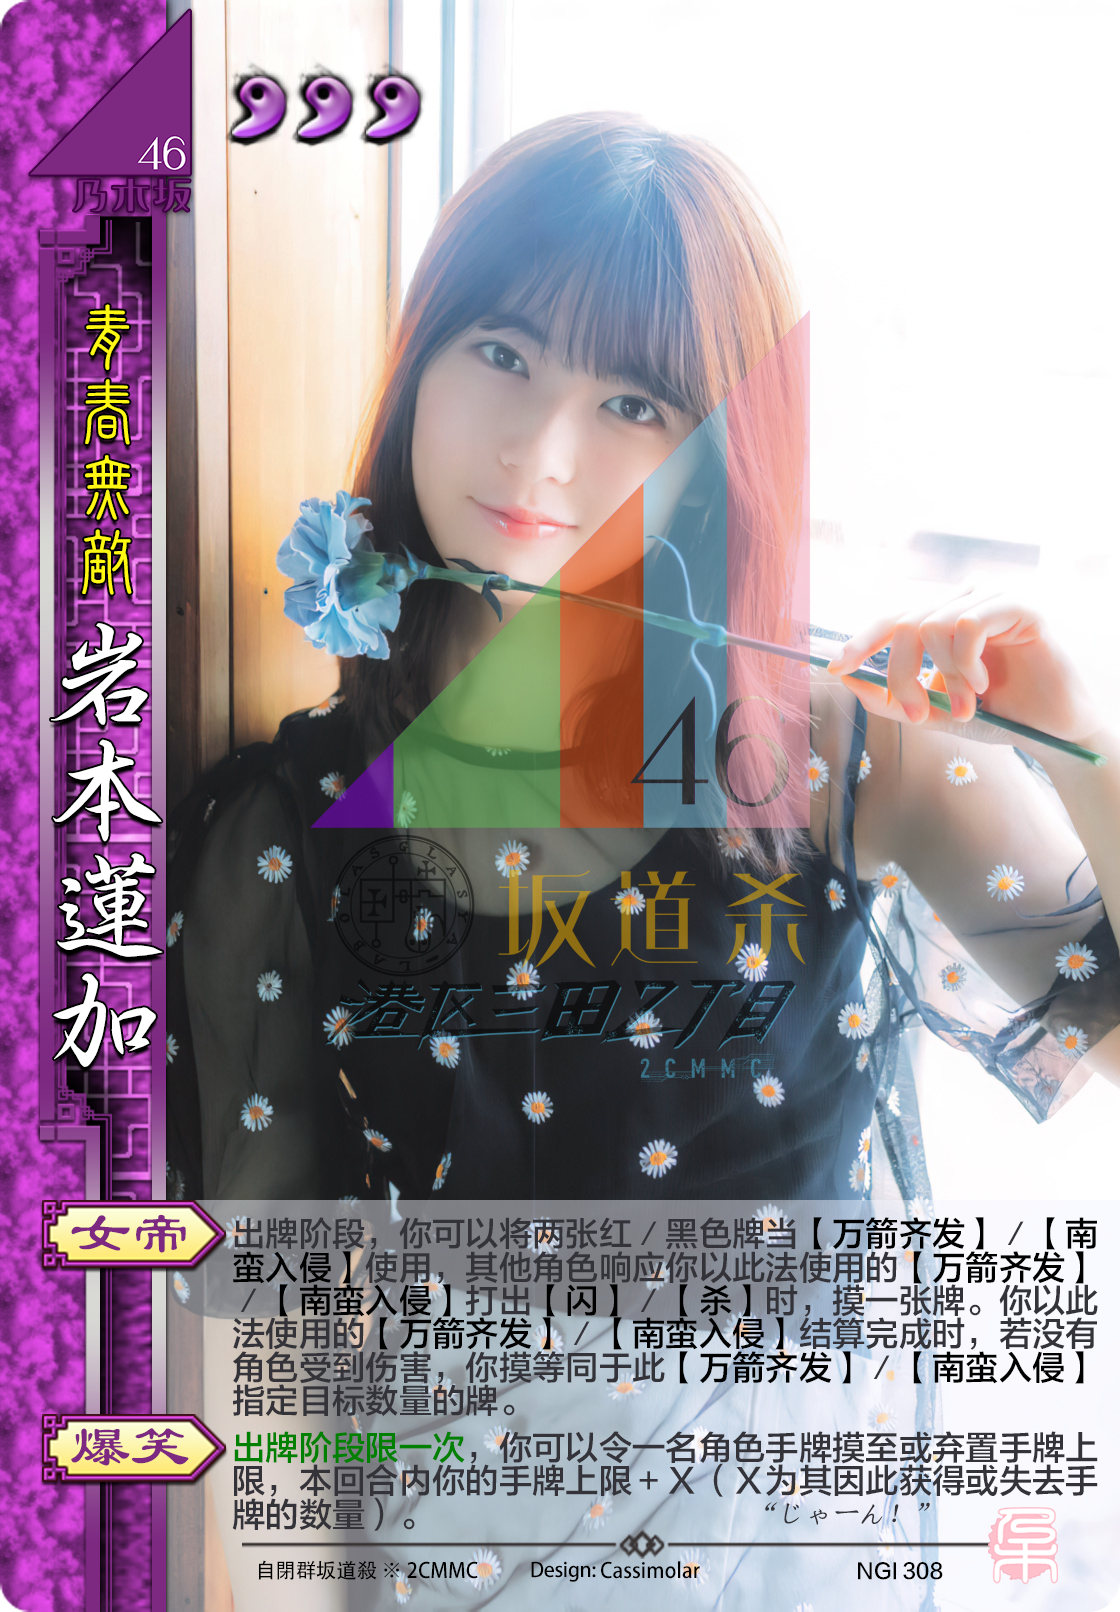 46
乃木坂
青春無敵
岩本蓮加
46
坂道杀
港区三田2丁目
2CMMC
女帝
出牌阶段，你可以将两张红／黑色牌当【万箭齐发】／【南
蛮入侵】使用，其他角色响应你以此法使用的【万箭齐发】
／【南蛮入侵】打出【闪】／【杀】时，摸一张牌。你以此
法使用的【万箭齐发】／【南蛮入侵】结算完成时，若没有
角色受到伤害，你摸等同于此【万箭齐发】／【南蛮入侵】
指定目标数量的牌。
爆笑
出牌阶段限一次，你可以令一名角色手牌摸至或弃置手牌上
限，本回合内你的手牌上限＋X（X为其因此获得或失去手
牌的数量）。
“じゃーん！”
自閉群坂道殺 ※ 2CMMC
Design: Cassimolar
NGI 308